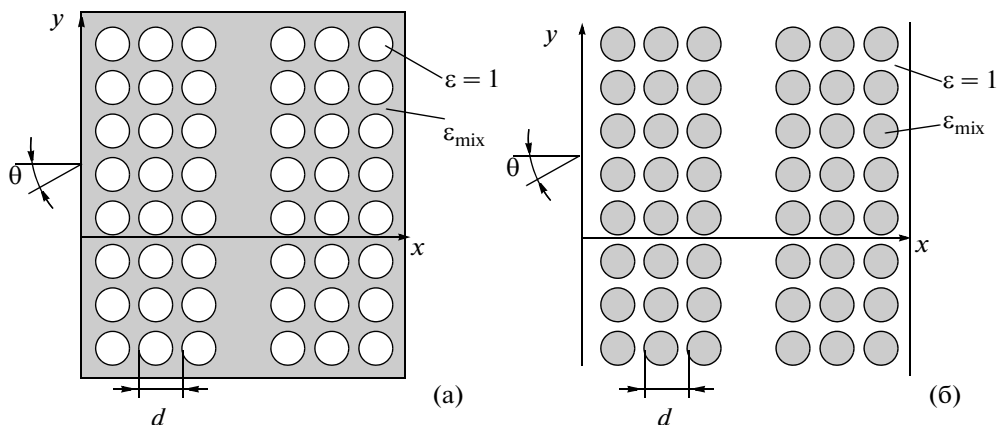 y
ε = 1
ε_mix
θ
x
d
(а)
y
ε = 1
ε_mix
θ
x
d
(б)